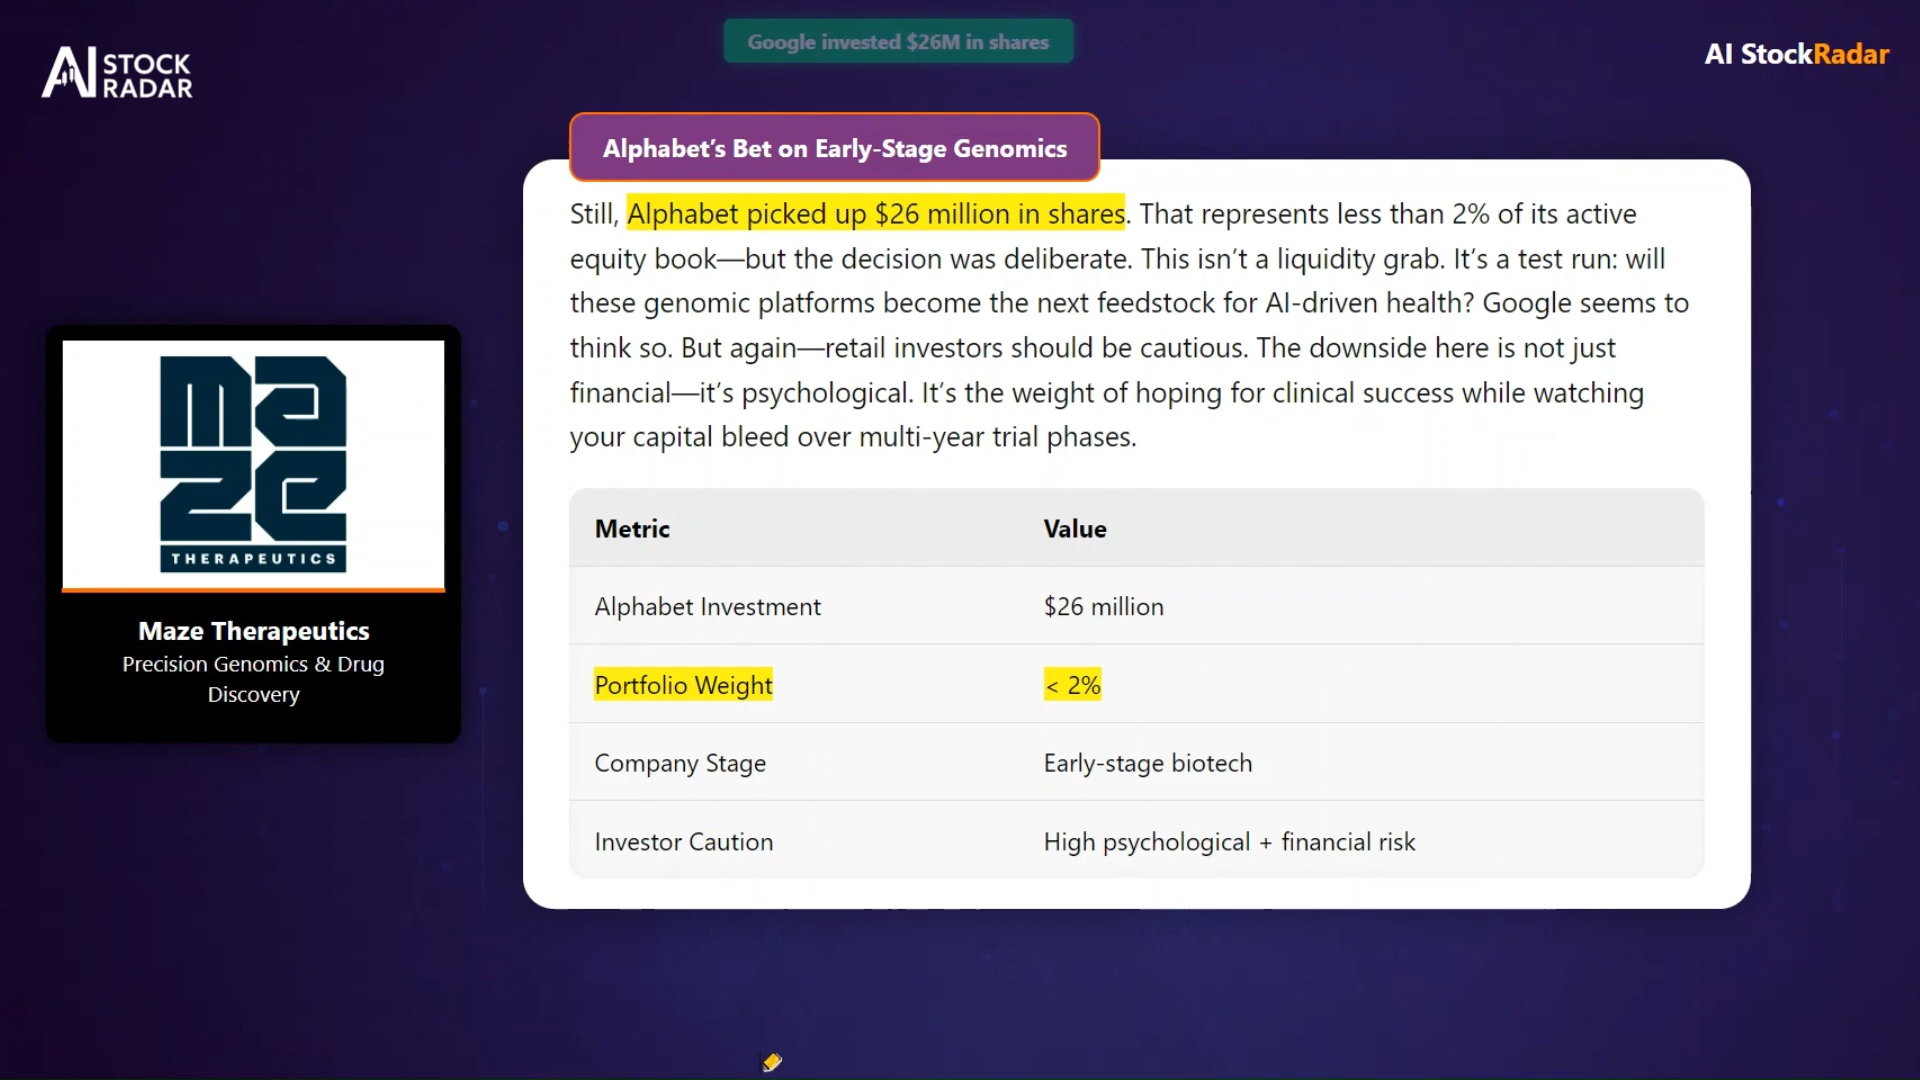 Google invested $26M in shares
AI STOCK
RADAR
AI StockRadar
Alphabet’s Bet on Early-Stage Genomics
Still, Alphabet picked up $26 million in shares. That represents less than 2% of its active
equity book—but the decision was deliberate. This isn’t a liquidity grab. It’s a test run: will
these genomic platforms become the next feedstock for AI-driven health? Google seems to
think so. But again—retail investors should be cautious. The downside here is not just
financial—it’s psychological. It’s the weight of hoping for clinical success while watching
your capital bleed over multi-year trial phases.
maze
THERAPEUTICS
Maze Therapeutics
Precision Genomics & Drug
Discovery
Metric Value
Alphabet Investment $26 million
Portfolio Weight < 2%
Company Stage Early-stage biotech
Investor Caution High psychological + financial risk